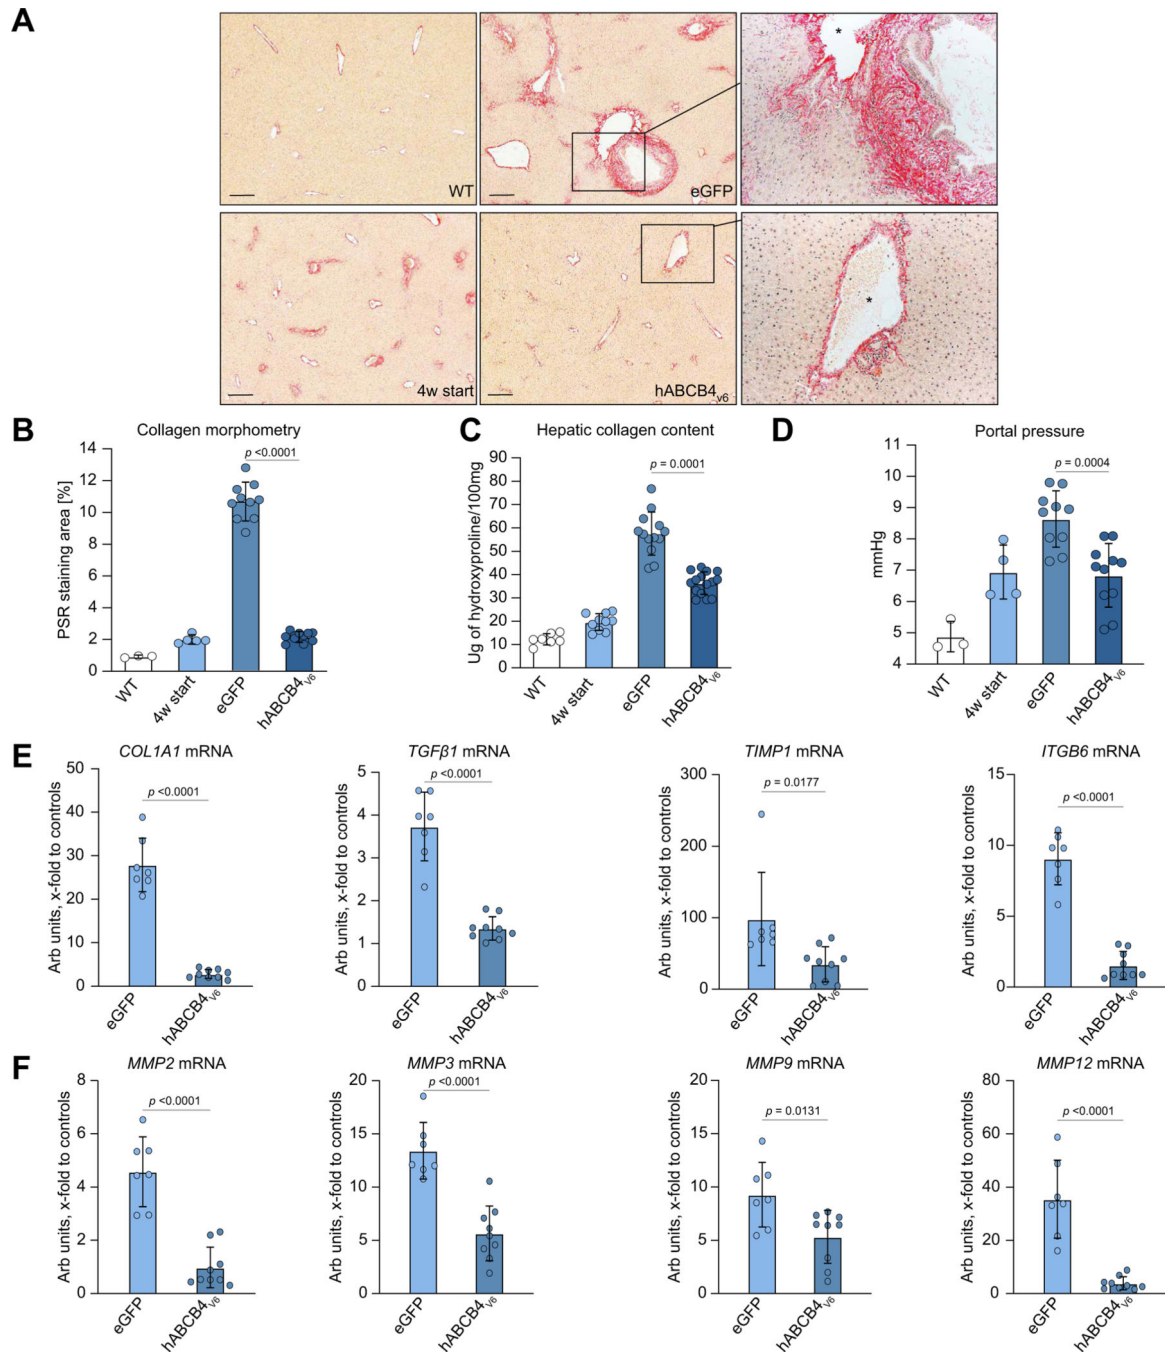 A
*
WT
eGFP
4w start
hABCB4v6
*
B
Collagen morphometry
p <0.0001
PSR staining area [%]
14
12
10
8
6
4
2
0
WT
4w start
eGFP
hABCB4v6
C
Hepatic collagen content
p = 0.0001
Ug of hydroxyproline/100mg
90
80
70
60
50
40
30
20
10
0
WT
4w start
eGFP
hABCB4v6
D
Portal pressure
p = 0.0004
mmHg
11
10
9
8
7
6
5
4
WT
4w start
eGFP
hABCB4v6
E
COL1A1 mRNA
p <0.0001
Arb units, x-fold to controls
50
40
30
20
10
0
eGFP
hABCB4v6
TGFβ1 mRNA
p <0.0001
Arb units, x-fold to controls
5
4
3
2
1
0
eGFP
hABCB4v6
TIMP1 mRNA
p = 0.0177
Arb units, x-fold to controls
300
200
100
50
0
eGFP
hABCB4v6
ITGB6 mRNA
p <0.0001
Arb units, x-fold to controls
15
10
5
0
eGFP
hABCB4v6
F
MMP2 mRNA
p <0.0001
Arb units, x-fold to controls
8
6
4
2
0
eGFP
hABCB4v6
MMP3 mRNA
p <0.0001
Arb units, x-fold to controls
20
15
10
5
0
eGFP
hABCB4v6
MMP9 mRNA
p = 0.0131
Arb units, x-fold to controls
20
15
10
5
0
eGFP
hABCB4v6
MMP12 mRNA
p <0.0001
Arb units, x-fold to controls
80
60
40
20
0
eGFP
hABCB4v6